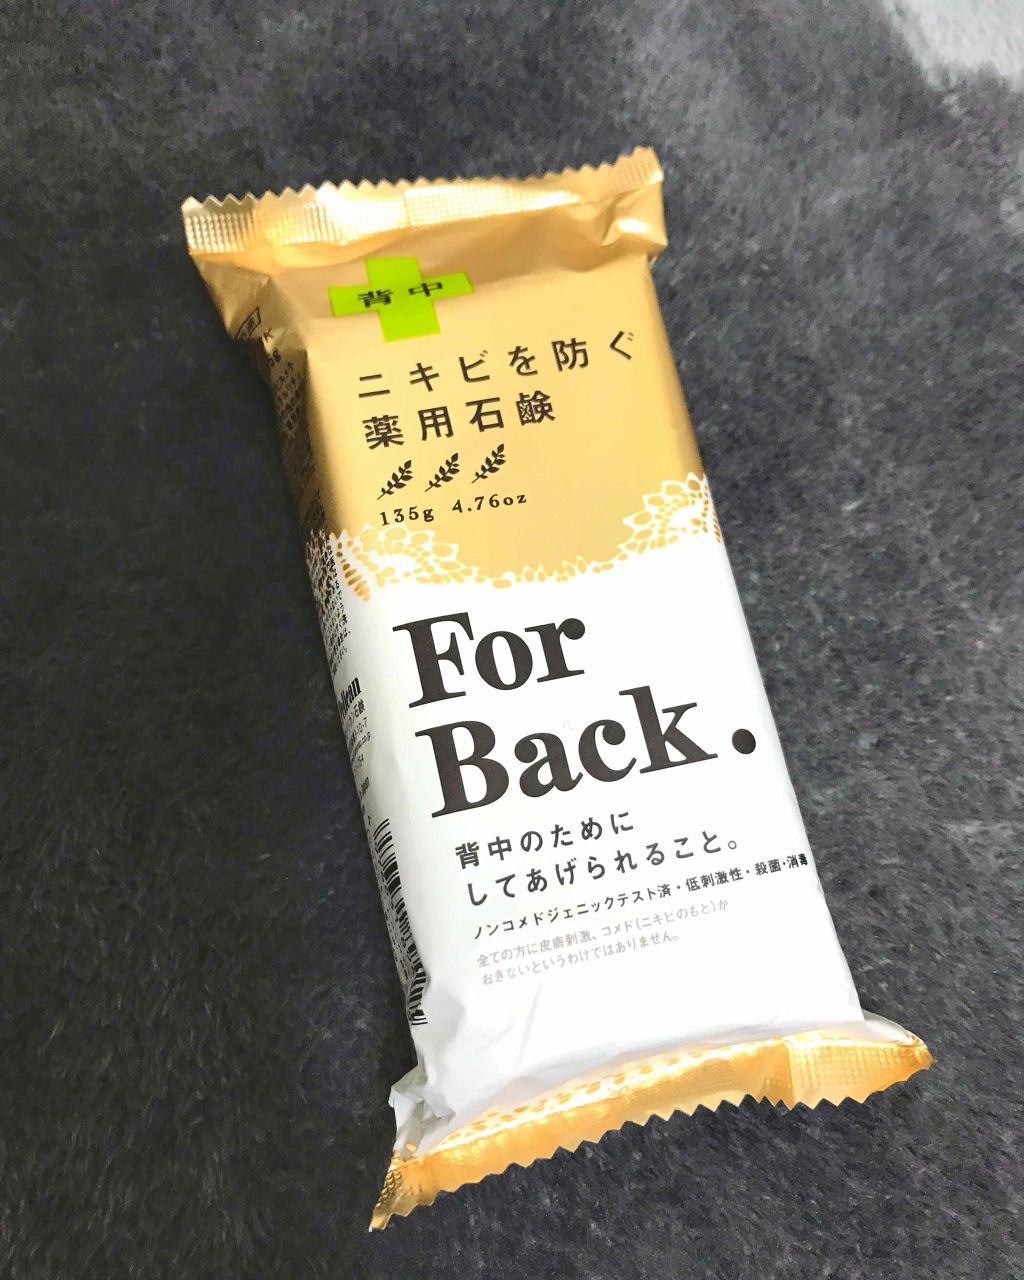 背中
ニキビを防ぐ
薬用石鹸
135g 4.76oz
For
Back.
背中のために
してあげられること。
ノンコメドジェニックテスト済・低刺激性・殺菌・消毒
全ての方に皮膚刺激、コメド(ニキビのもと)が
おきないというわけではありません。